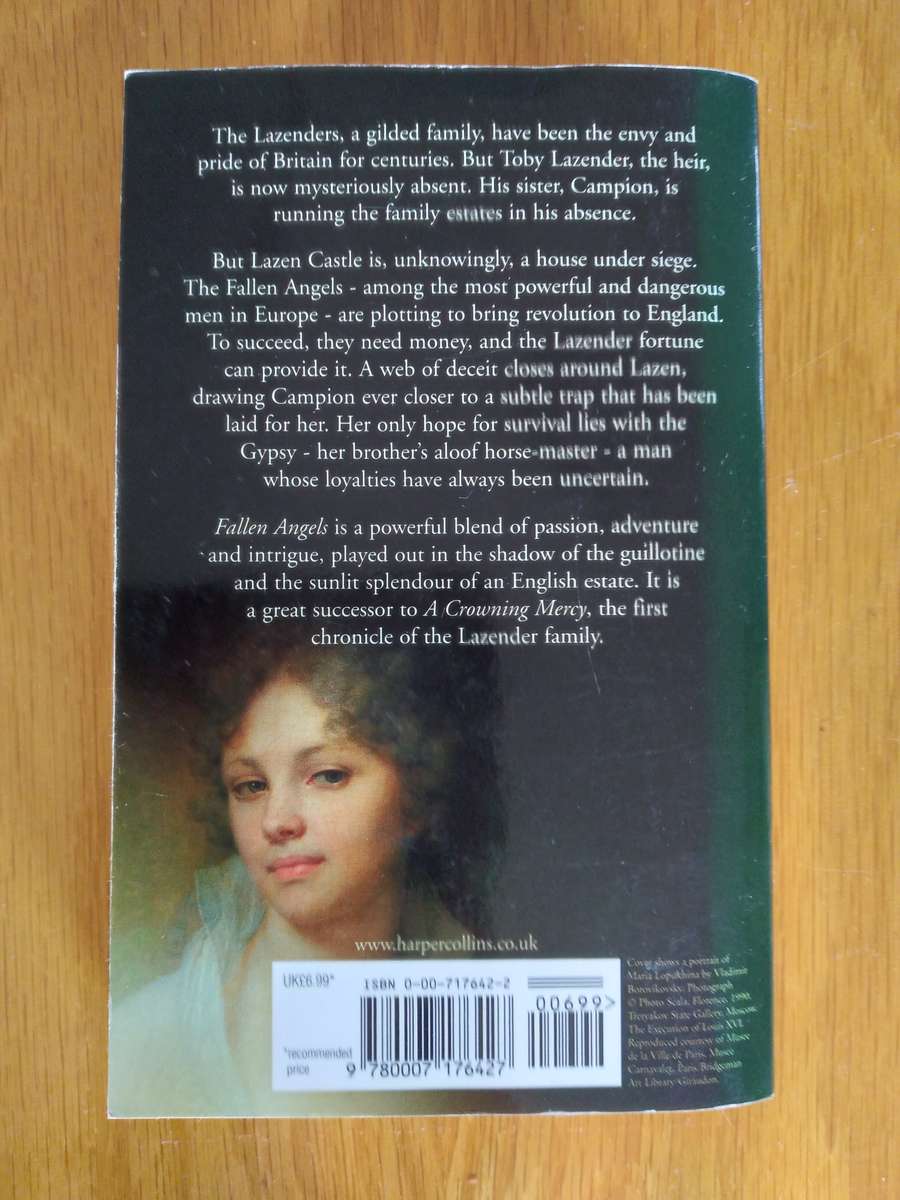 The Lazenders, a gilded family, have been the envy and
pride of Britain for centuries. But Toby Lazender, the heir,
is now mysteriously absent. His sister, Campion, is
running the family estates in his absence.
But Lazen Castle is, unknowingly, a house under siege.
The Fallen Angels - among the most powerful and dangerous
men in Europe - are plotting to bring revolution to England.
To succeed, they need money, and the Lazender fortune
can provide it. A web of deceit closes around Lazen,
drawing Campion ever closer to a subtle trap that has been
laid for her. Her only hope for survival lies with the
Gypsy - her brother's aloof horse-master - a man
whose loyalties have always been uncertain.
Fallen Angels is a powerful blend of passion, adventure
and intrigue, played out in the shadow of the guillotine
and the sunlit splendour of an English estate. It is
a great successor to A Crowning Mercy, the first
chronicle of the Lazender family.
www.harpercollins.co.uk
UK£6.99*
*recommended
price
ISBN 0-00-717642-2
00699>
9 780007 176427
Cover shows a portrait of
Maria Lopukhina by Vladimir
Borovikovsky: Photograph
© Photo Scala, Florence, 1990,
Tretyakov State Gallery, Moscow.
The Execution of Louis XVI,
Reproduced courtesy of Musee
de la Ville de Paris, Musee
Carnavalet, Paris/Bridgeman
Art Library-Giraudon.